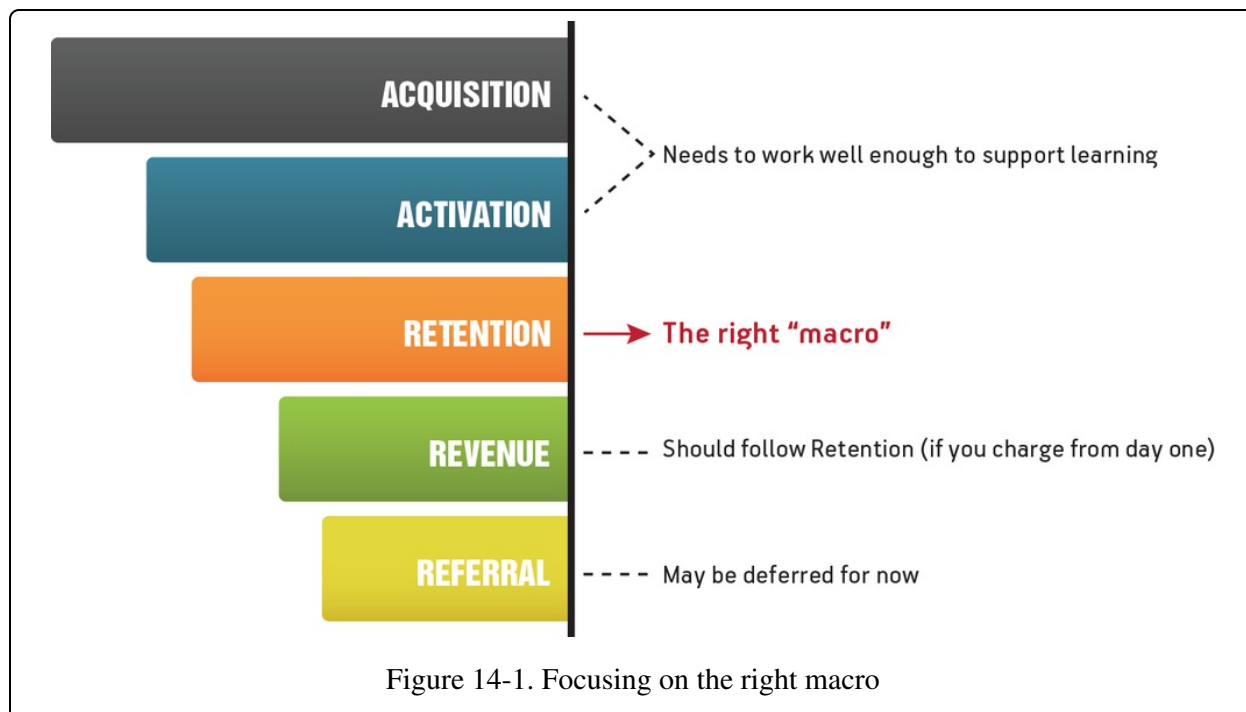 ACQUISITION
Needs to work well enough to support learning
ACTIVATION
RETENTION
The right “macro”
REVENUE
Should follow Retention (if you charge from day one)
REFERRAL
May be deferred for now
Figure 14-1. Focusing on the right macro